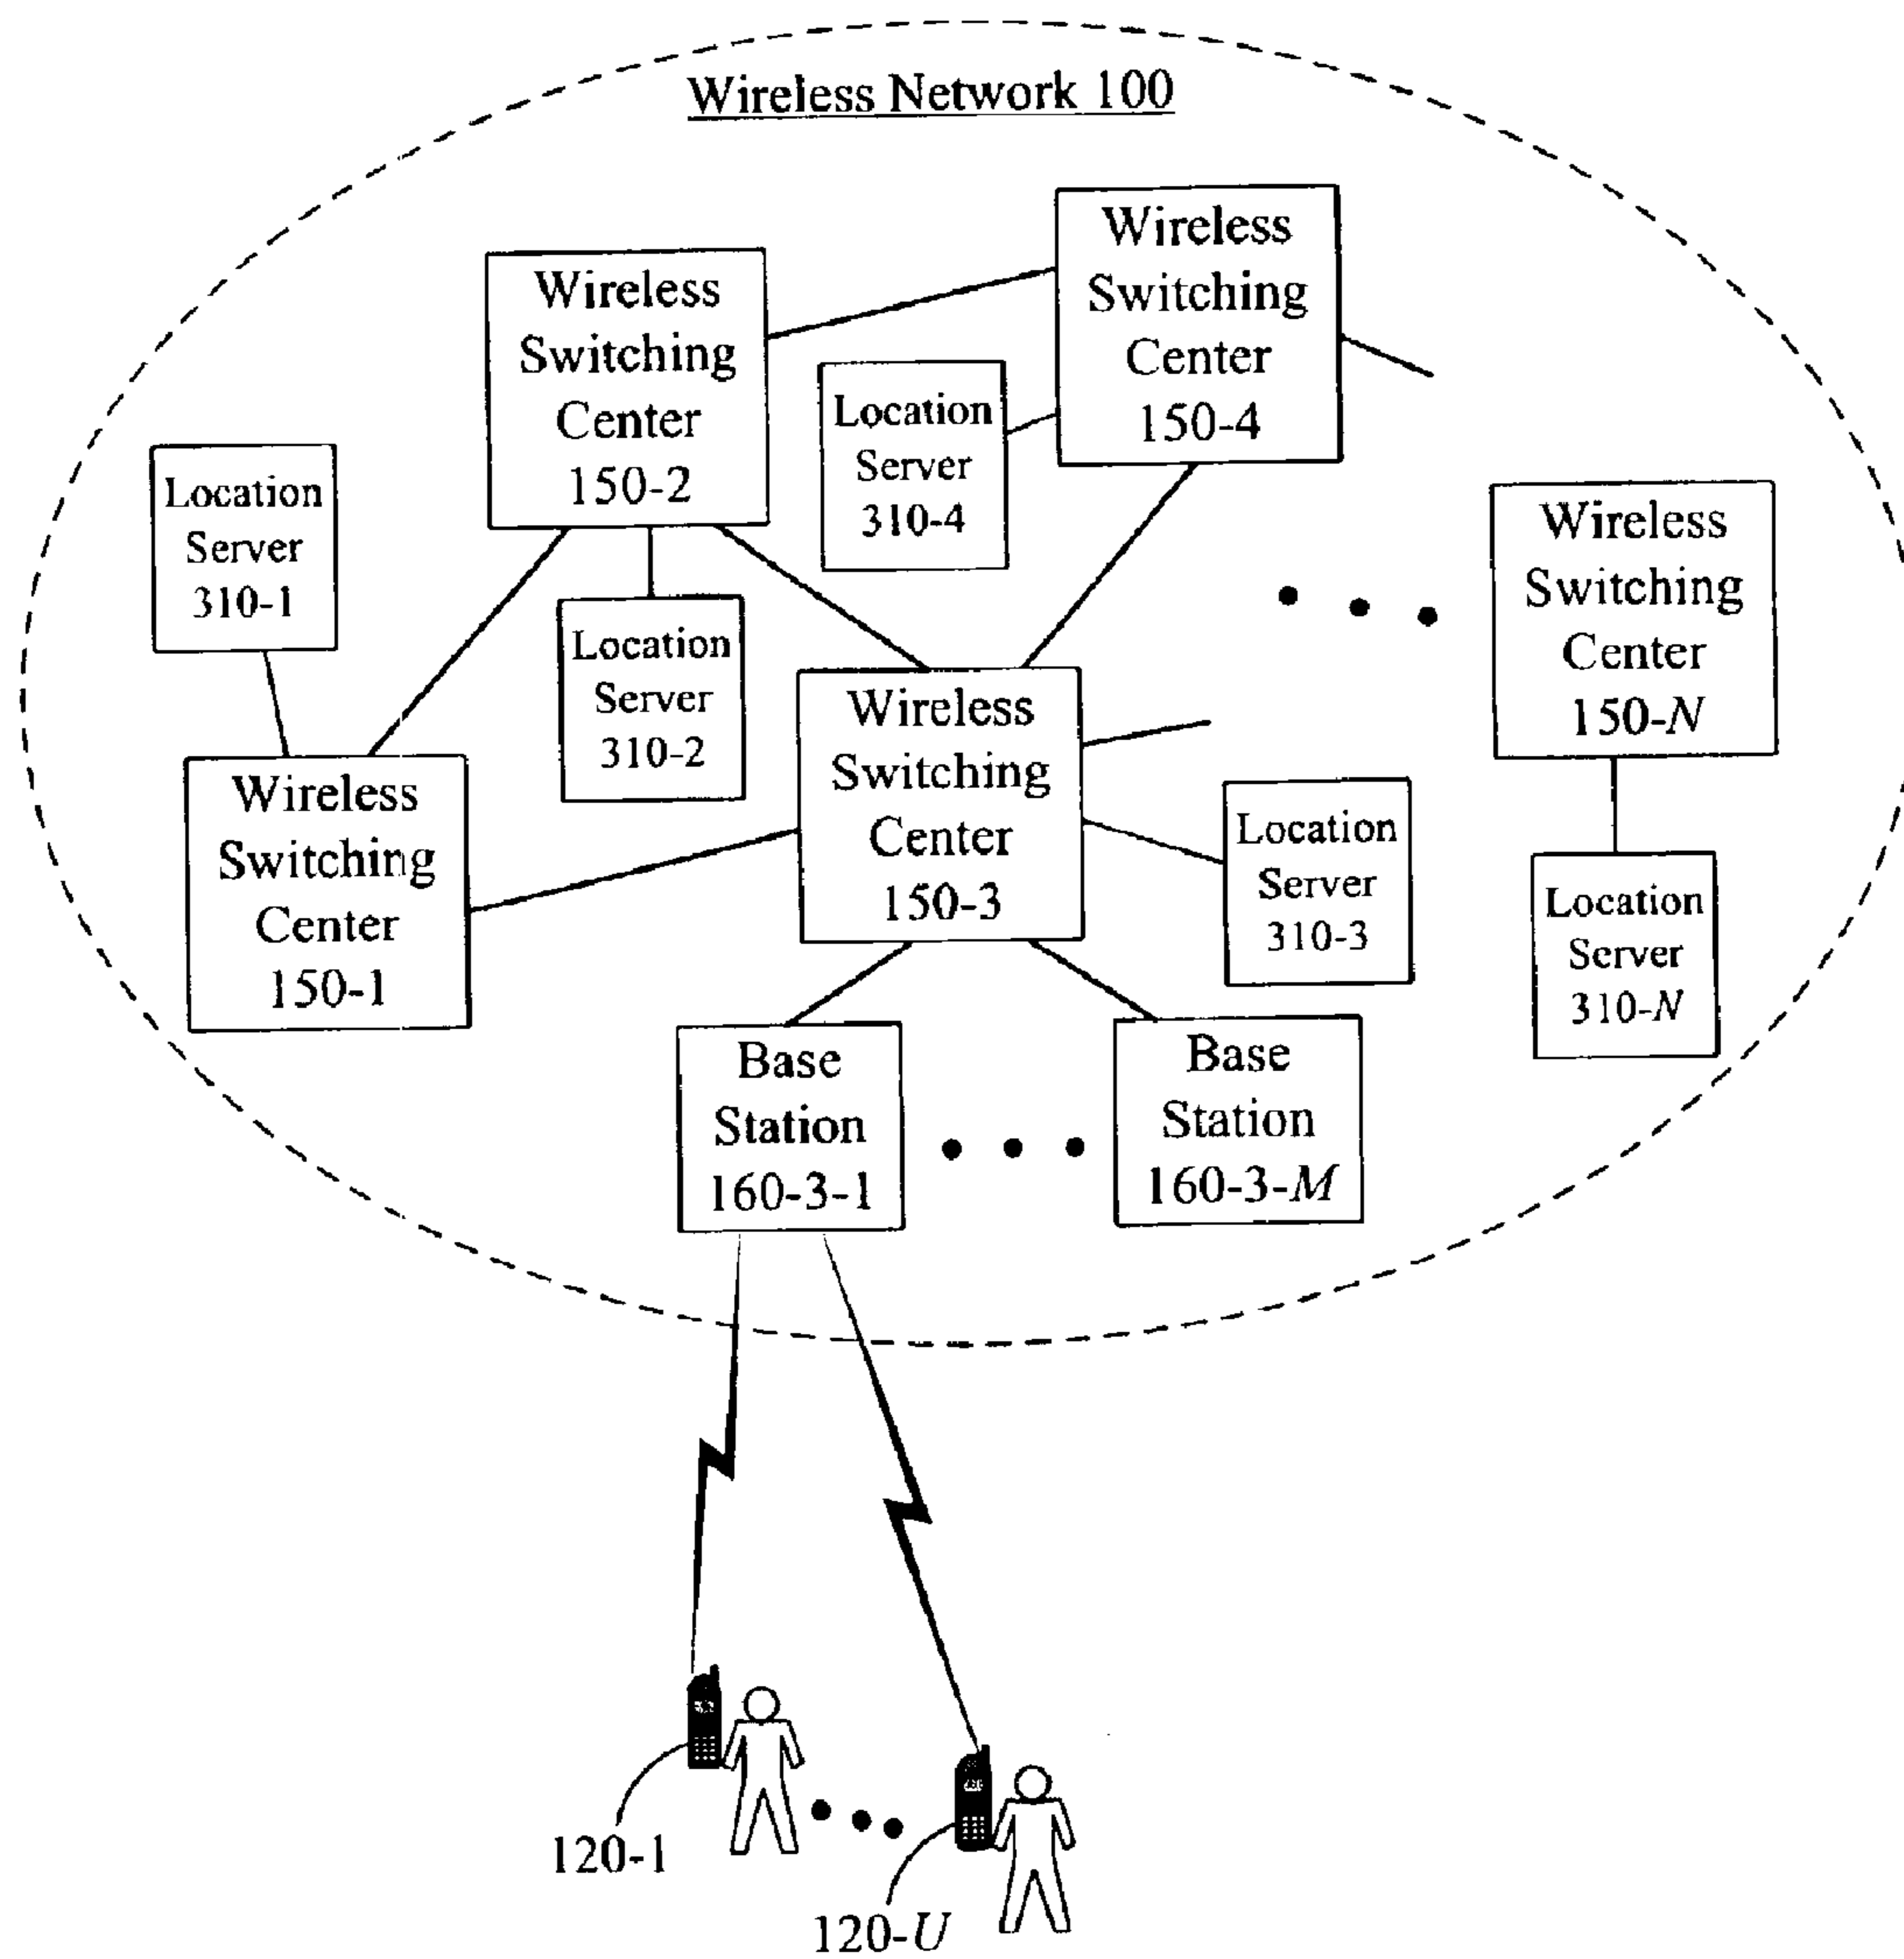 Wireless Network 100
Wireless
Switching
Center
150-4
Wireless
Switching
Center
150-2
Location
Server
310-4
Location
Server
310-1
Wireless
Switching
Center
150-N
Location
Server
310-2
Wireless
Switching
Center
150-3
Wireless
Switching
Center
150-1
Location
Server
310-3
Location
Server
310-N
Base
Station
160-3-1
Base
Station
160-3-M
120-1
120-U